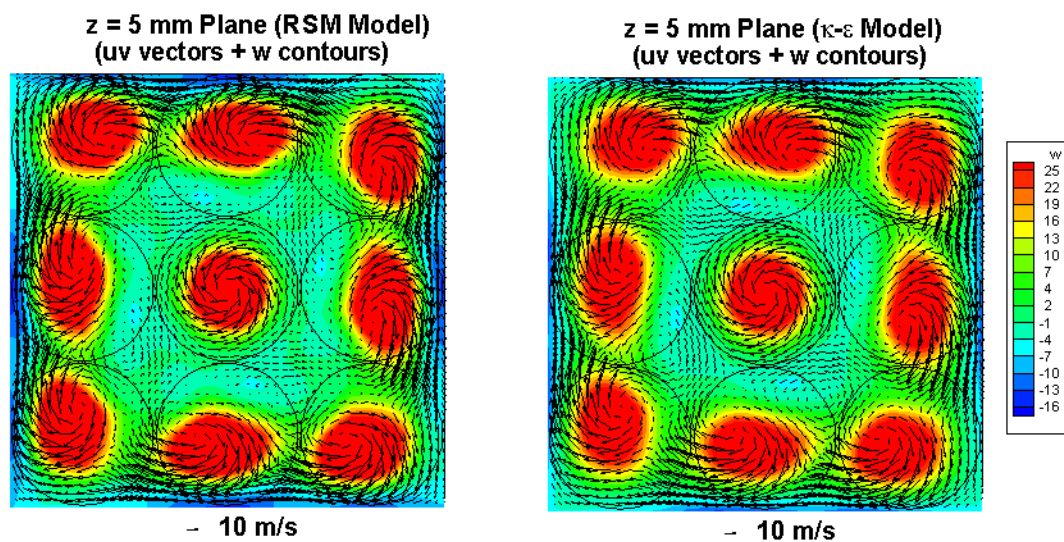 z = 5 mm Plane (RSM Model)
(uv vectors + w contours)
10 m/s
z = 5 mm Plane (κ-ε Model)
(uv vectors + w contours)
10 m/s
w
25
22
19
16
13
10
7
4
2
-1
-4
-7
-10
-13
-16